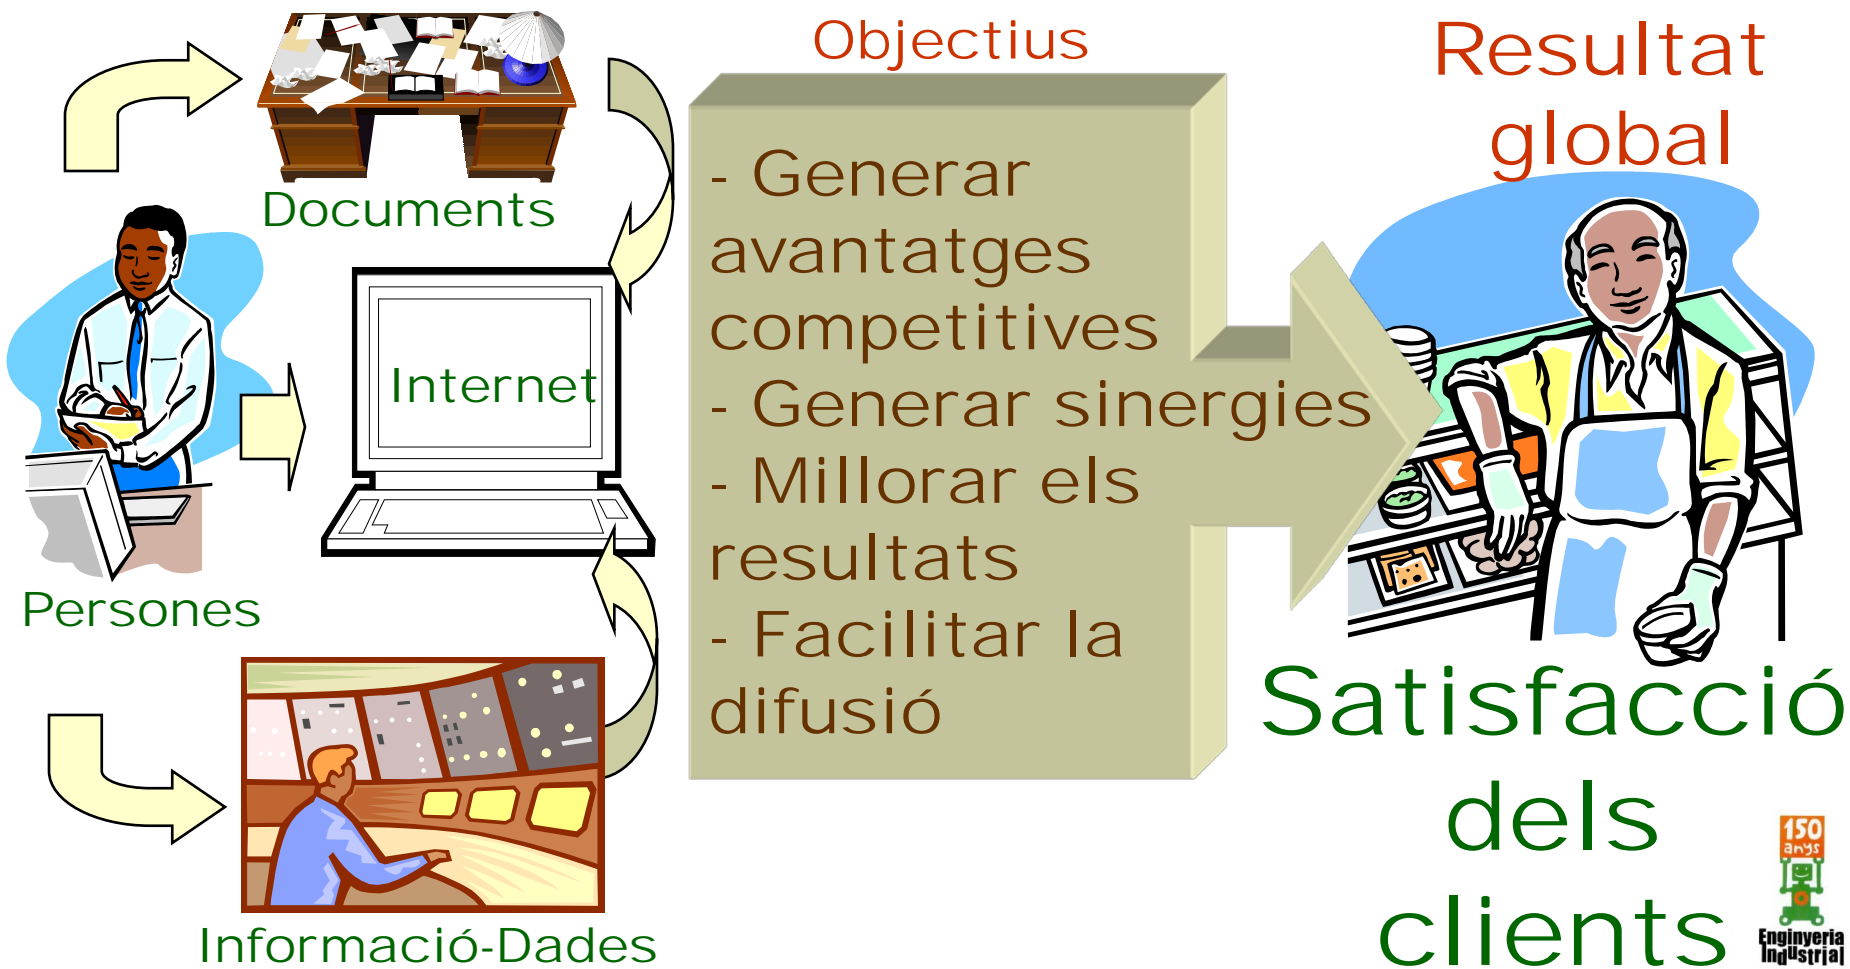 Objectius
Resultat
global
Documents
- Generar
avantatges
competitives
- Generar sinergies
- Millorar els
resultats
- Facilitar la
difusió
Internet
Persones
Informació-Dades
Satisfacció
dels
clients
150
anys
Enginyeria
Industrial